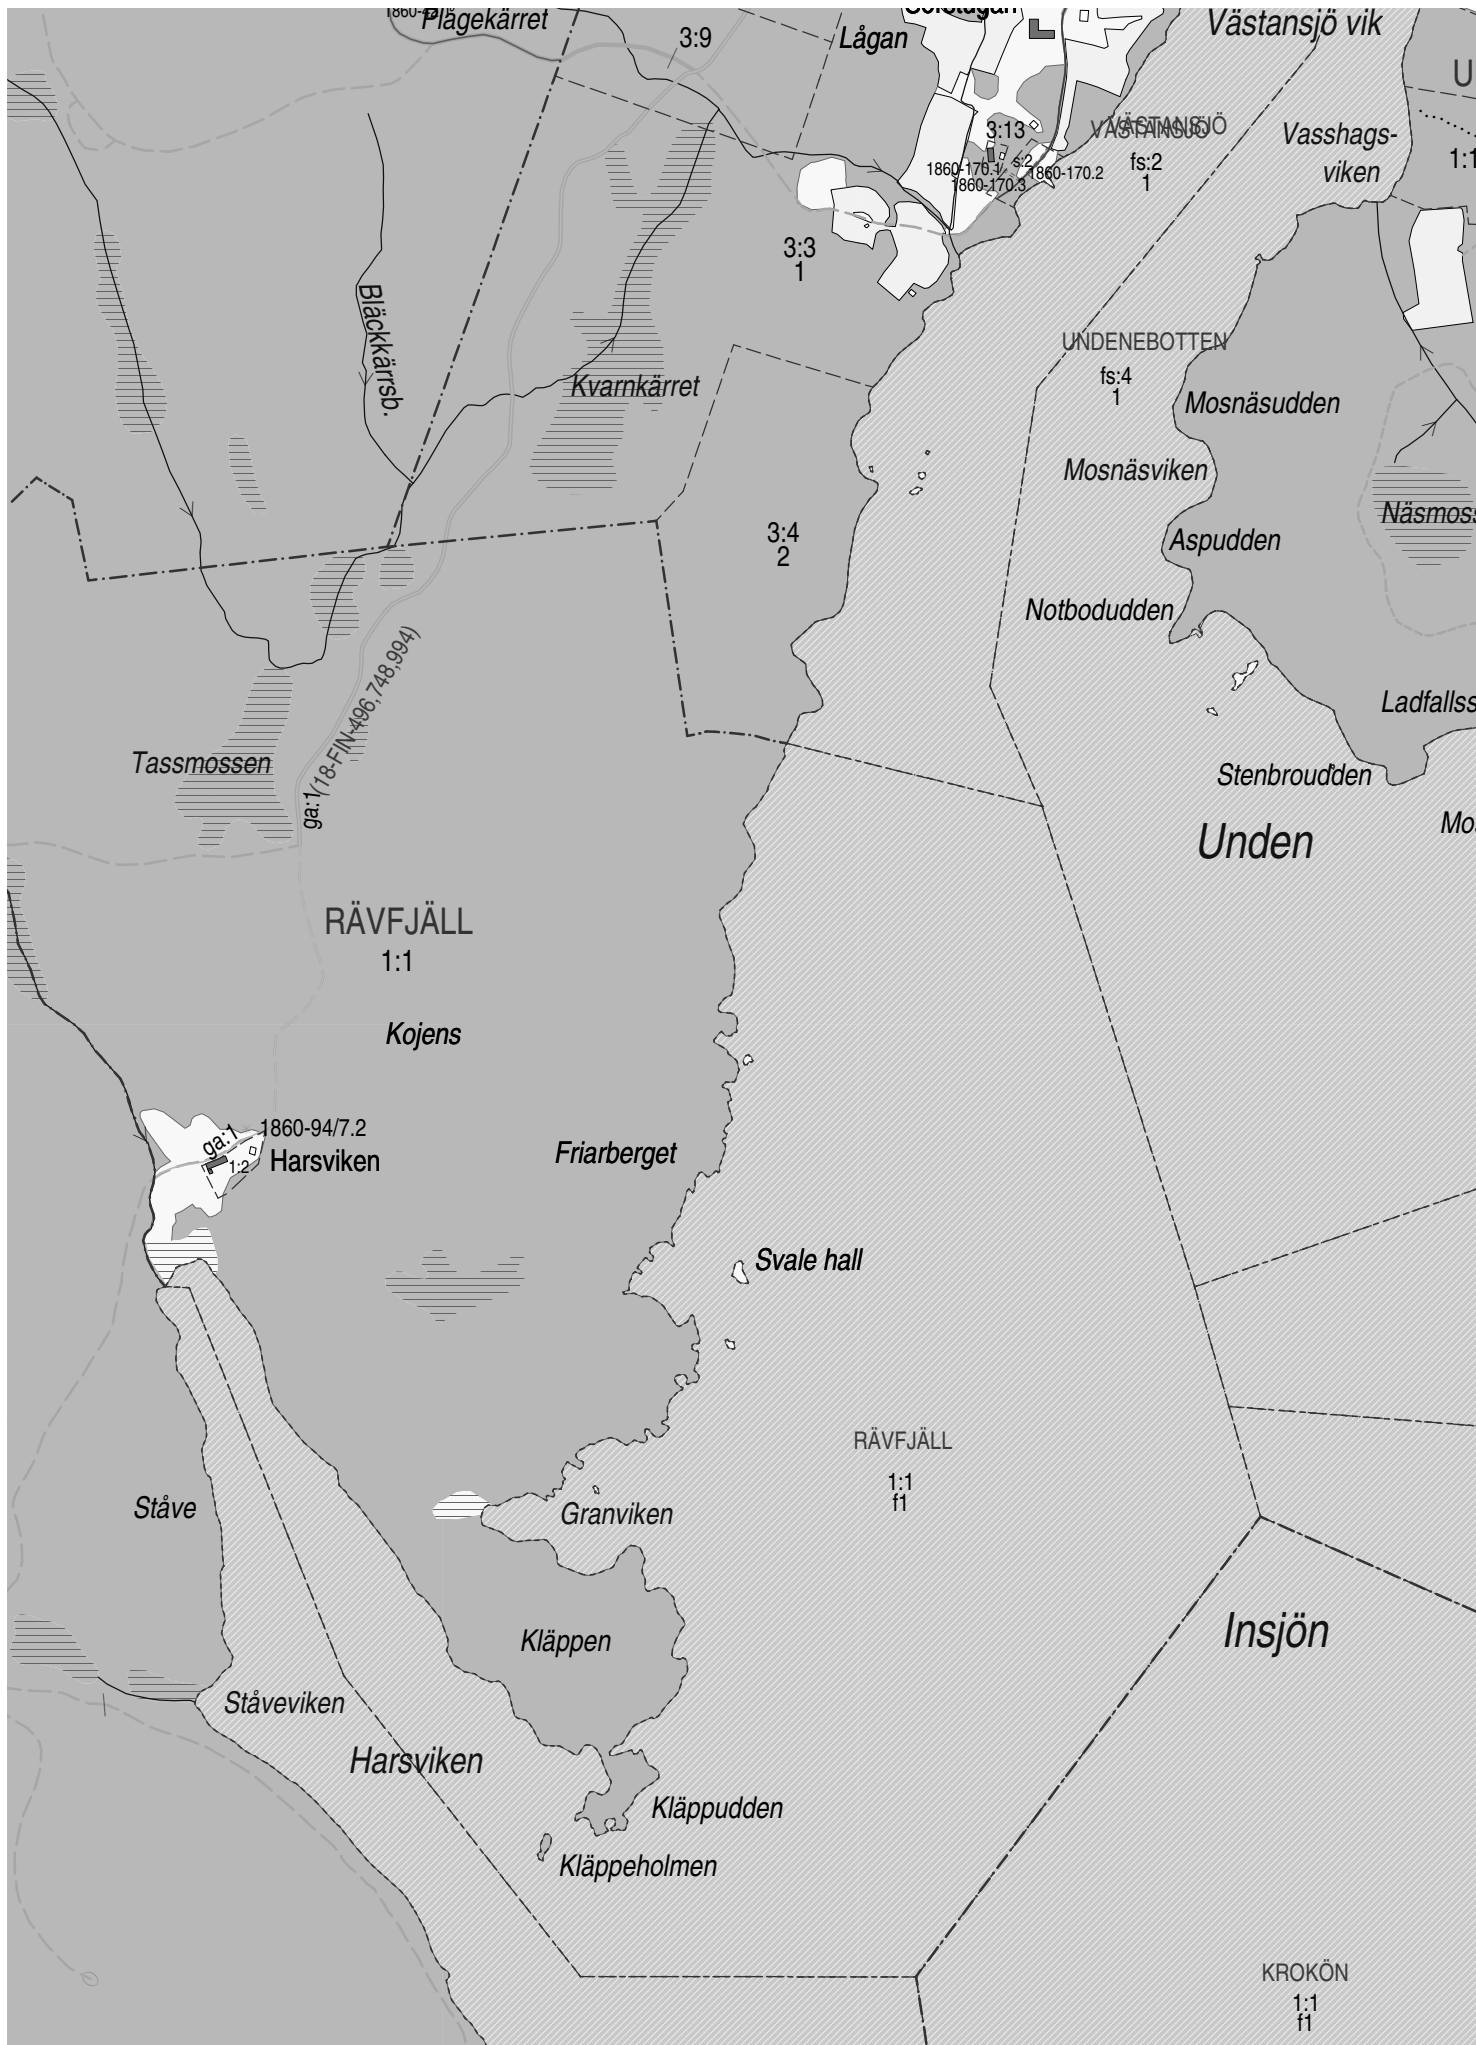 Plågekärret
3:9
Lågan
Västansjö vik
3:13
VÄSTANSJÖ
VÄSTANSJÖ
Vasshags-
viken
1860-170.1
s:2
1860-170.2
1860-170.3
fs:2
1
3:3
1
Bläckkärrsb.
UNDENEBOTTEN
fs:4
1
Kvarnkärret
Mosnäsudden
Mosnäsviken
3:4
2
Aspudden
Notbodudden
ga:1
(18-FIN-496,748,994)
Tassmossen
Stenbroudden
Unden
RÄVFJÄLL
1:1
Kojens
ga:1
1860-94/7.2
1:2
Harsviken
Friarberget
Svale hall
RÄVFJÄLL
1:1
f1
Ståve
Granviken
Kläppen
Insjön
Ståveviken
Harsviken
Kläppudden
Kläppeholmen
KROKÖN
1:1
f1